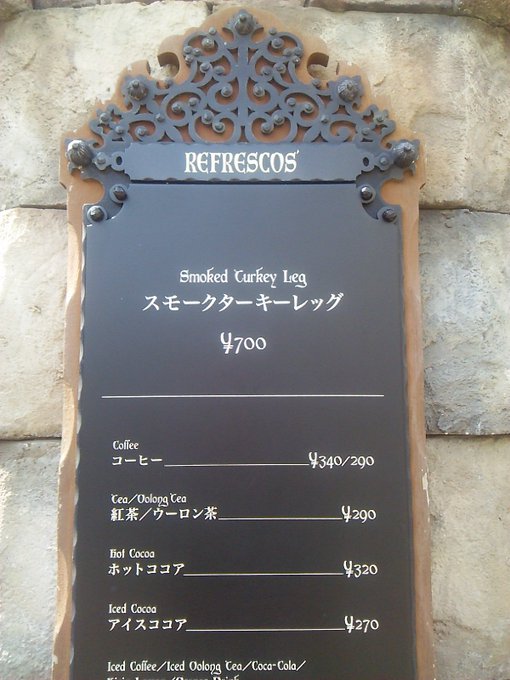 REFRESCOS
Smoked Turkey Leg
スモークターキーレッグ
¥700
Coffee
コーヒー ¥340/290
Tea/Oolong Tea
紅茶/ウーロン茶 ¥290
Hot Cocoa
ホットココア ¥320
Iced Cocoa
アイスココア ¥270
Iced Coffee/Iced Oolong Tea/Coca-Cola/